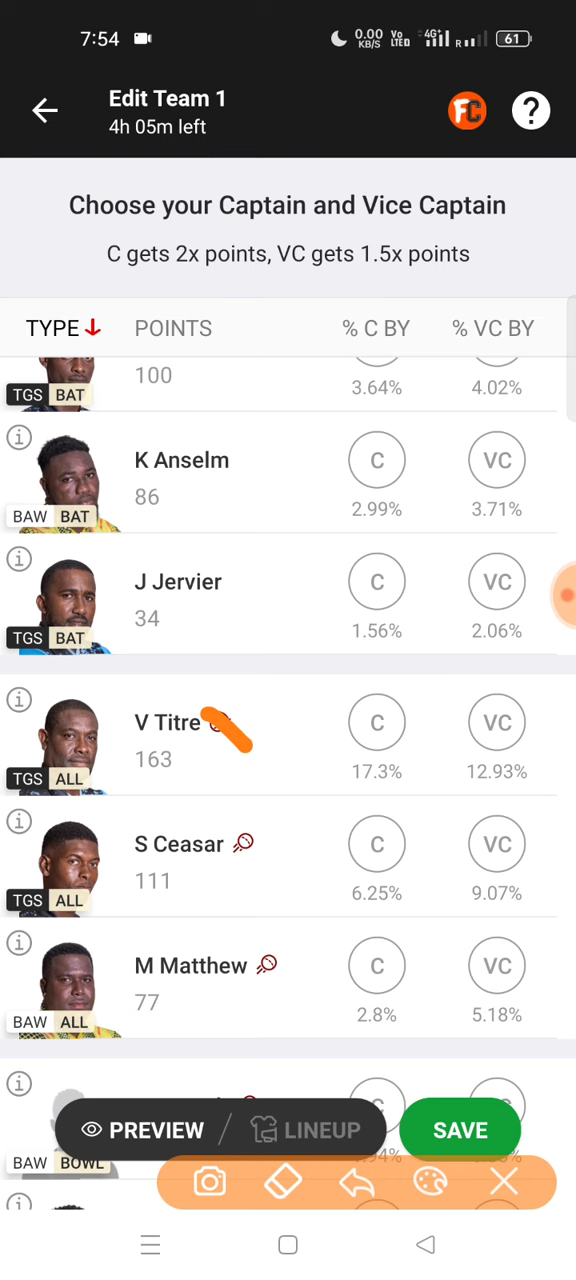 7:54 0.00 KB/S Vo LTE 4G R 61
Edit Team 1
4h 05m left
FC ?
Choose your Captain and Vice Captain
C gets 2x points, VC gets 1.5x points
TYPE POINTS % C BY % VC BY
100
3.64% 4.02%
TGS BAT
K Anselm C VC
86
2.99% 3.71%
BAW BAT
J Jervier C VC
34
1.56% 2.06%
TGS BAT
V Titre C VC
163
17.3% 12.93%
TGS ALL
S Ceasar C VC
111
6.25% 9.07%
TGS ALL
M Matthew C VC
77
2.8% 5.18%
BAW ALL
PREVIEW / LINEUP SAVE
BAW BOWL